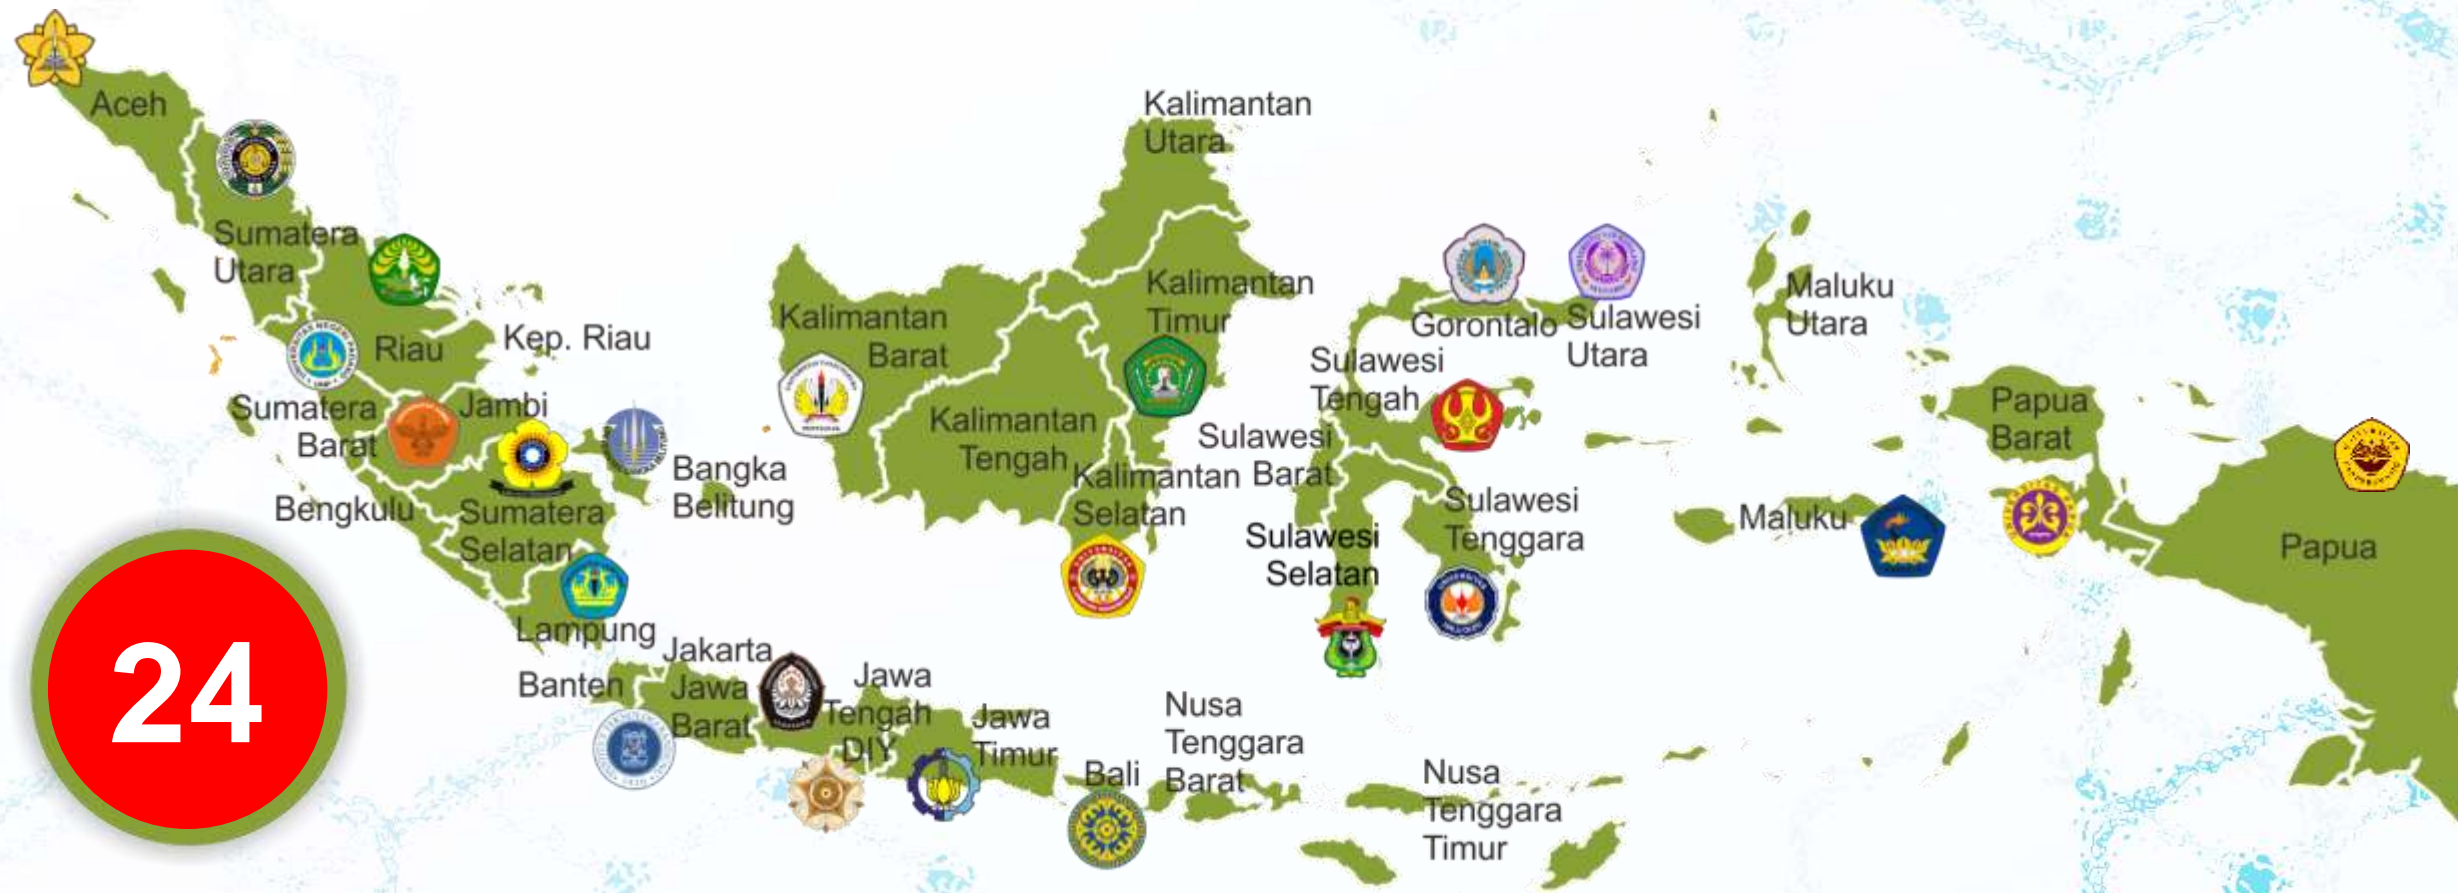 Aceh
Sumatera
Utara
Riau
Kep. Riau
Sumatera
Barat
Jambi
Bengkulu
Sumatera
Selatan
Bangka
Belitung
Lampung
Banten
Jakarta
Jawa
Barat
Jawa
Tengah
DIY
Jawa
Timur
Bali
Nusa
Tenggara
Barat
Nusa
Tenggara
Timur
Kalimantan
Utara
Kalimantan
Barat
Kalimantan
Timur
Kalimantan
Tengah
Kalimantan
Selatan
Gorontalo
Sulawesi
Utara
Sulawesi
Tengah
Sulawesi
Barat
Sulawesi
Tenggara
Sulawesi
Selatan
Maluku
Utara
Maluku
Papua
Barat
Papua
24